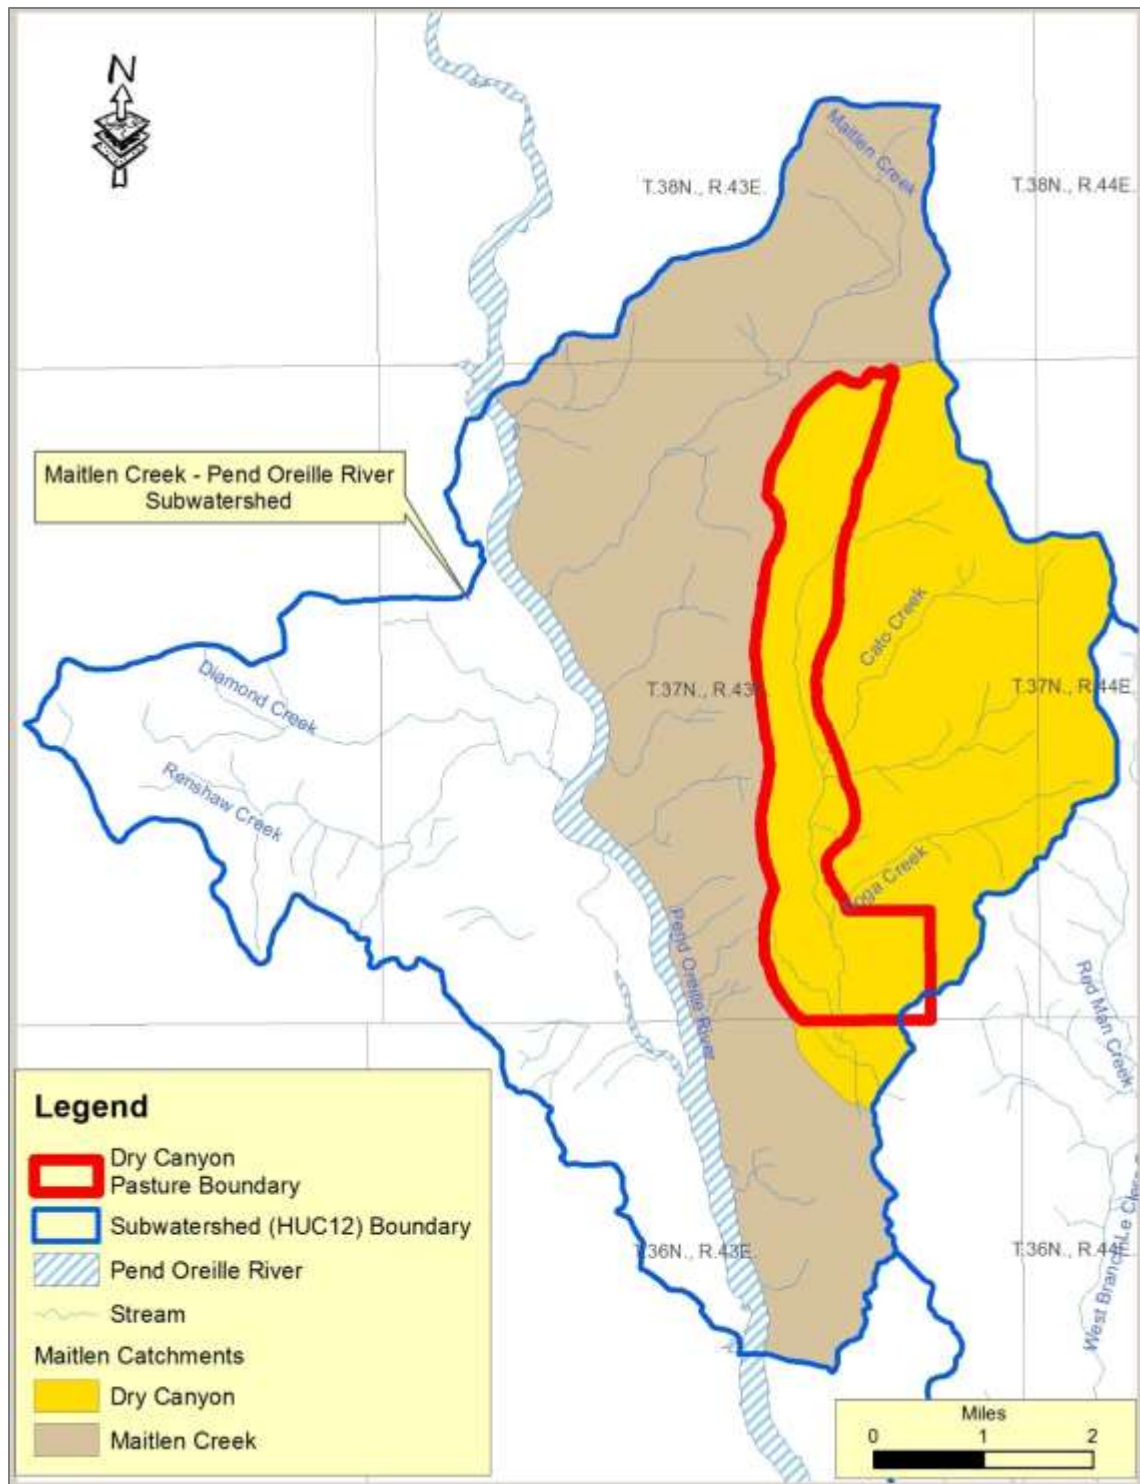 N
Maitlen Creek
T.38N., R.43E.
T.38N., R.44E.
Maitlen Creek - Pend Oreille River
Subwatershed
Cato Creek
Diamond Creek
T.37N., R.43E.
T.37N., R.44E.
Renshaw Creek
Pend Oreille River
Red Man Creek
Legend
Dry Canyon
Pasture Boundary
Subwatershed (HUC12) Boundary
Pend Oreille River
Stream
Maitlen Catchments
Dry Canyon
Maitlen Creek
T.36N., R.43E.
T.36N., R.44E.
West Branch Le Clerc
Miles
0 1 2